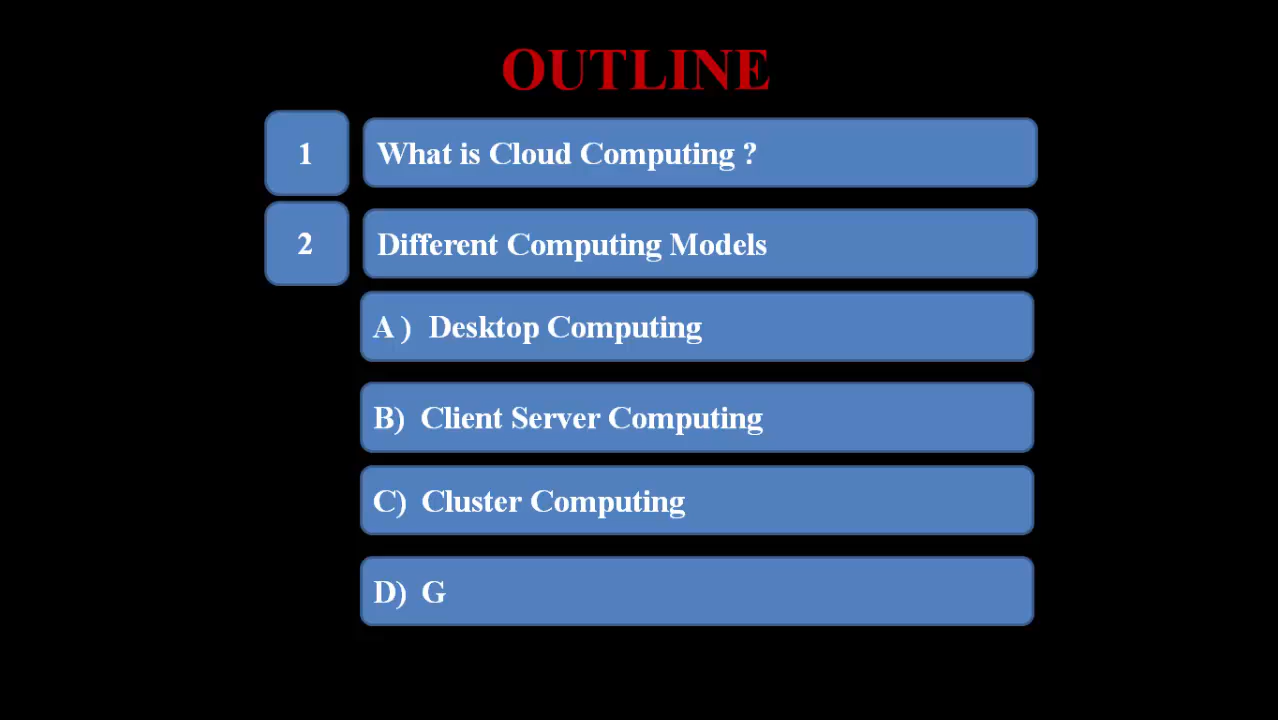 OUTLINE
1 What is Cloud Computing ?
2 Different Computing Models
A ) Desktop Computing
B) Client Server Computing
C) Cluster Computing
D) G